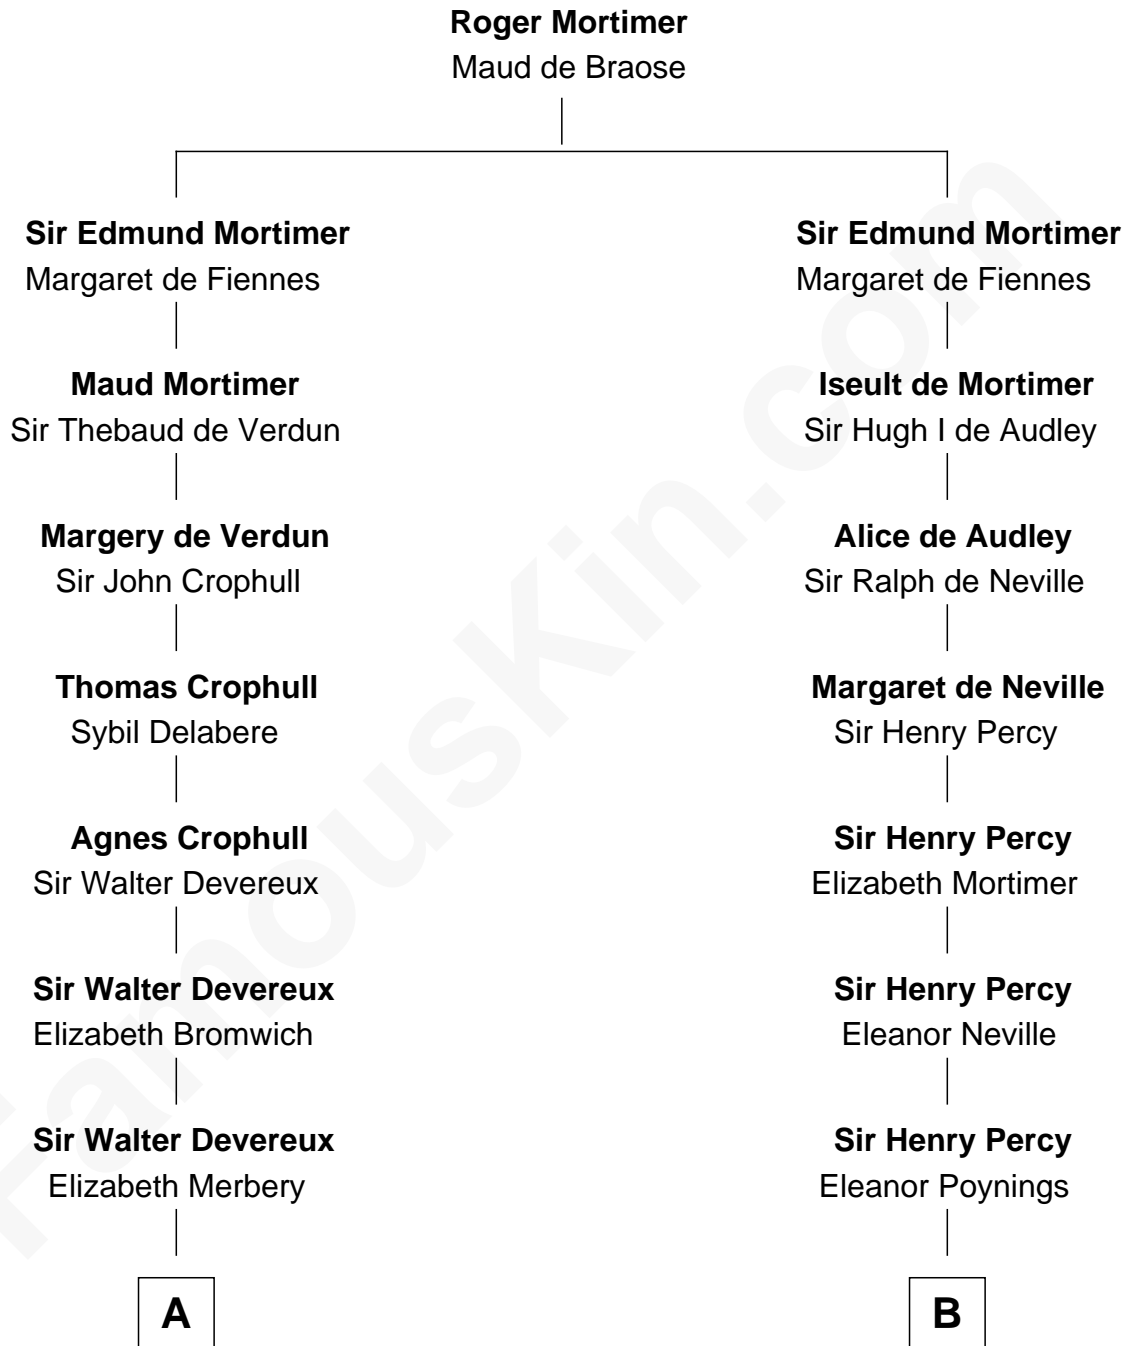 Roger Mortimer
Maud de Braose
Sir Edmund Mortimer
Margaret de Fiennes
Sir Edmund Mortimer
Margaret de Fiennes
Maud Mortimer
Sir Thebaud de Verdun
Iseult de Mortimer
Sir Hugh I de Audley
Margery de Verdun
Sir John Crophull
Alice de Audley
Sir Ralph de Neville
Thomas Crophull
Sybil Delabere
Margaret de Neville
Sir Henry Percy
Agnes Crophull
Sir Walter Devereux
Sir Henry Percy
Elizabeth Mortimer
Sir Walter Devereux
Elizabeth Bromwich
Sir Henry Percy
Eleanor Neville
Sir Walter Devereux
Elizabeth Merbery
Sir Henry Percy
Eleanor Poynings
A
B
FamousKin.com